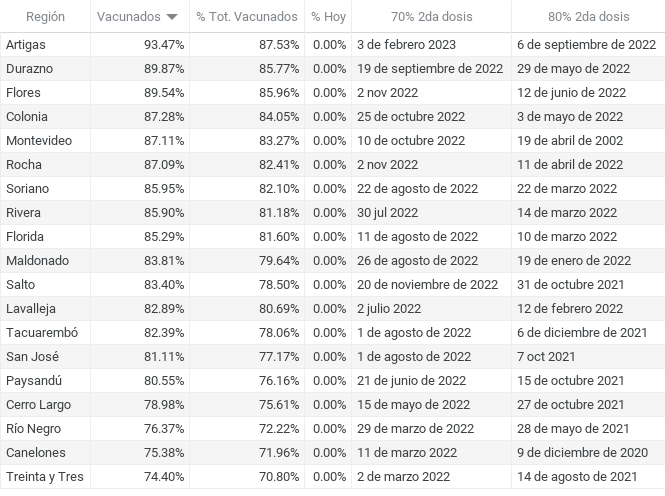 Región Vacunados % Tot. Vacunados % Hoy 70% 2da dosis 80% 2da dosis
Artigas 93.47% 87.53% 0.00% 3 de febrero 2023 6 de septiembre de 2022
Durazno 89.87% 85.77% 0.00% 19 de septiembre de 2022 29 de mayo de 2022
Flores 89.54% 85.96% 0.00% 2 nov 2022 12 de junio de 2022
Colonia 87.28% 84.05% 0.00% 25 de octubre de 2022 3 de mayo de 2022
Montevideo 87.11% 83.27% 0.00% 10 de octubre de 2022 19 de abril de 2002
Rocha 87.09% 82.41% 0.00% 2 nov 2022 11 de abril de 2022
Soriano 85.95% 82.10% 0.00% 22 de agosto de 2022 22 de marzo 2022
Rivera 85.90% 81.18% 0.00% 30 jul 2022 14 de marzo 2022
Florida 85.29% 81.60% 0.00% 11 de agosto de 2022 10 de marzo 2022
Maldonado 83.81% 79.64% 0.00% 26 de agosto de 2022 19 de enero de 2022
Salto 83.40% 78.50% 0.00% 20 de noviembre de 2022 31 de octubre 2021
Lavalleja 82.89% 80.69% 0.00% 2 julio 2022 12 de febrero de 2022
Tacuarembó 82.39% 78.06% 0.00% 1 de agosto de 2022 6 de diciembre de 2021
San José 81.11% 77.17% 0.00% 1 de agosto de 2022 7 oct 2021
Paysandú 80.55% 76.16% 0.00% 21 de junio de 2022 15 de octubre 2021
Cerro Largo 78.98% 75.61% 0.00% 15 de mayo de 2022 27 de octubre de 2021
Río Negro 76.37% 72.22% 0.00% 29 de marzo de 2022 28 de mayo de 2021
Canelones 75.38% 71.96% 0.00% 11 de marzo de 2022 9 de diciembre de 2020
Treinta y Tres 74.40% 70.80% 0.00% 2 de marzo de 2022 14 de agosto de 2021